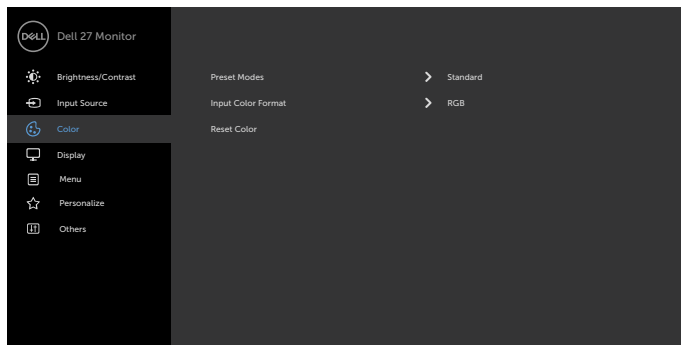 DELL Dell 27 Monitor
Brightness/Contrast Preset Modes Standard
Input Source Input Color Format RGB
Color Reset Color
Display
Menu
Personalize
Others